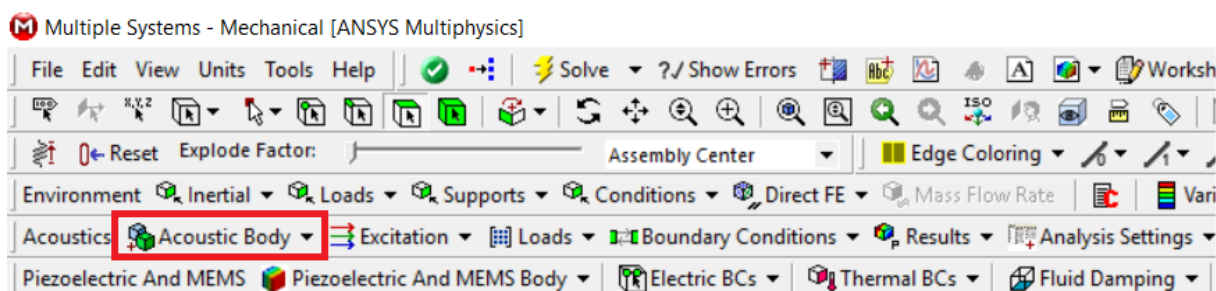 Multiple Systems - Mechanical [ANSYS Multiphysics]
File Edit View Units Tools Help Solve ?✓ Show Errors Abc A Worksh
X,Y,Z ISO
Reset Explode Factor: Assembly Center Edge Coloring
Environment Inertial Loads Supports Conditions Direct FE Mass Flow Rate Vari
Acoustics Acoustic Body Excitation Loads Boundary Conditions Results Analysis Settings
Piezoelectric And MEMS Piezoelectric And MEMS Body Electric BCs Thermal BCs Fluid Damping